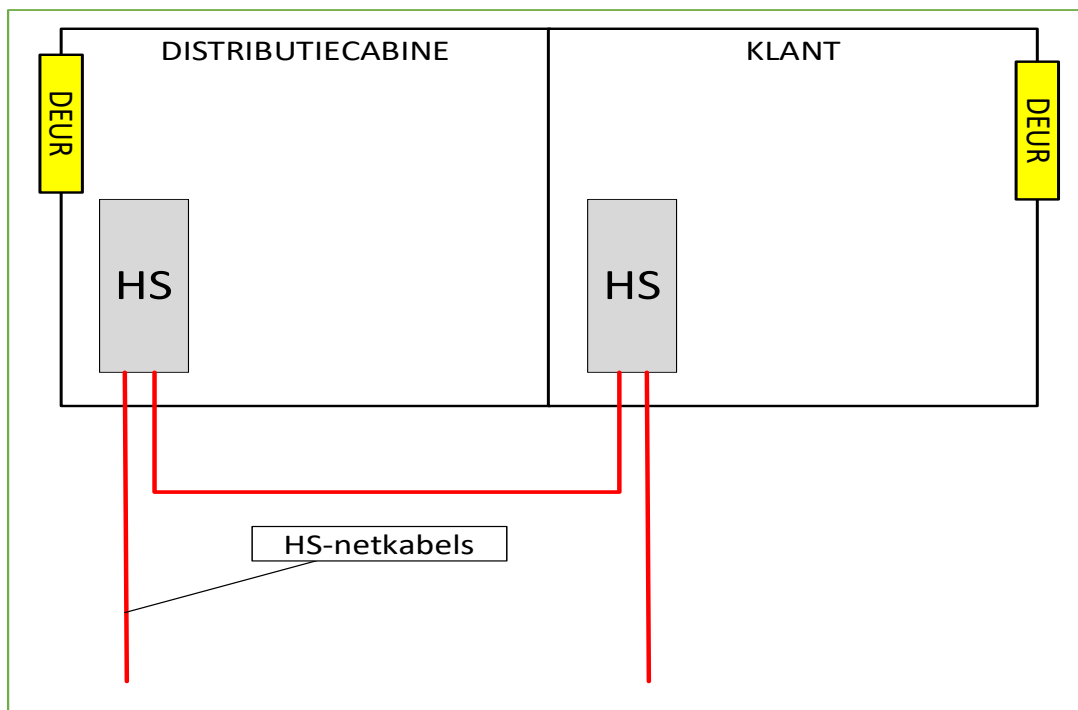 DISTRIBUTIECABINE
KLANT
DEUR
DEUR
HS
HS
HS-netkabels